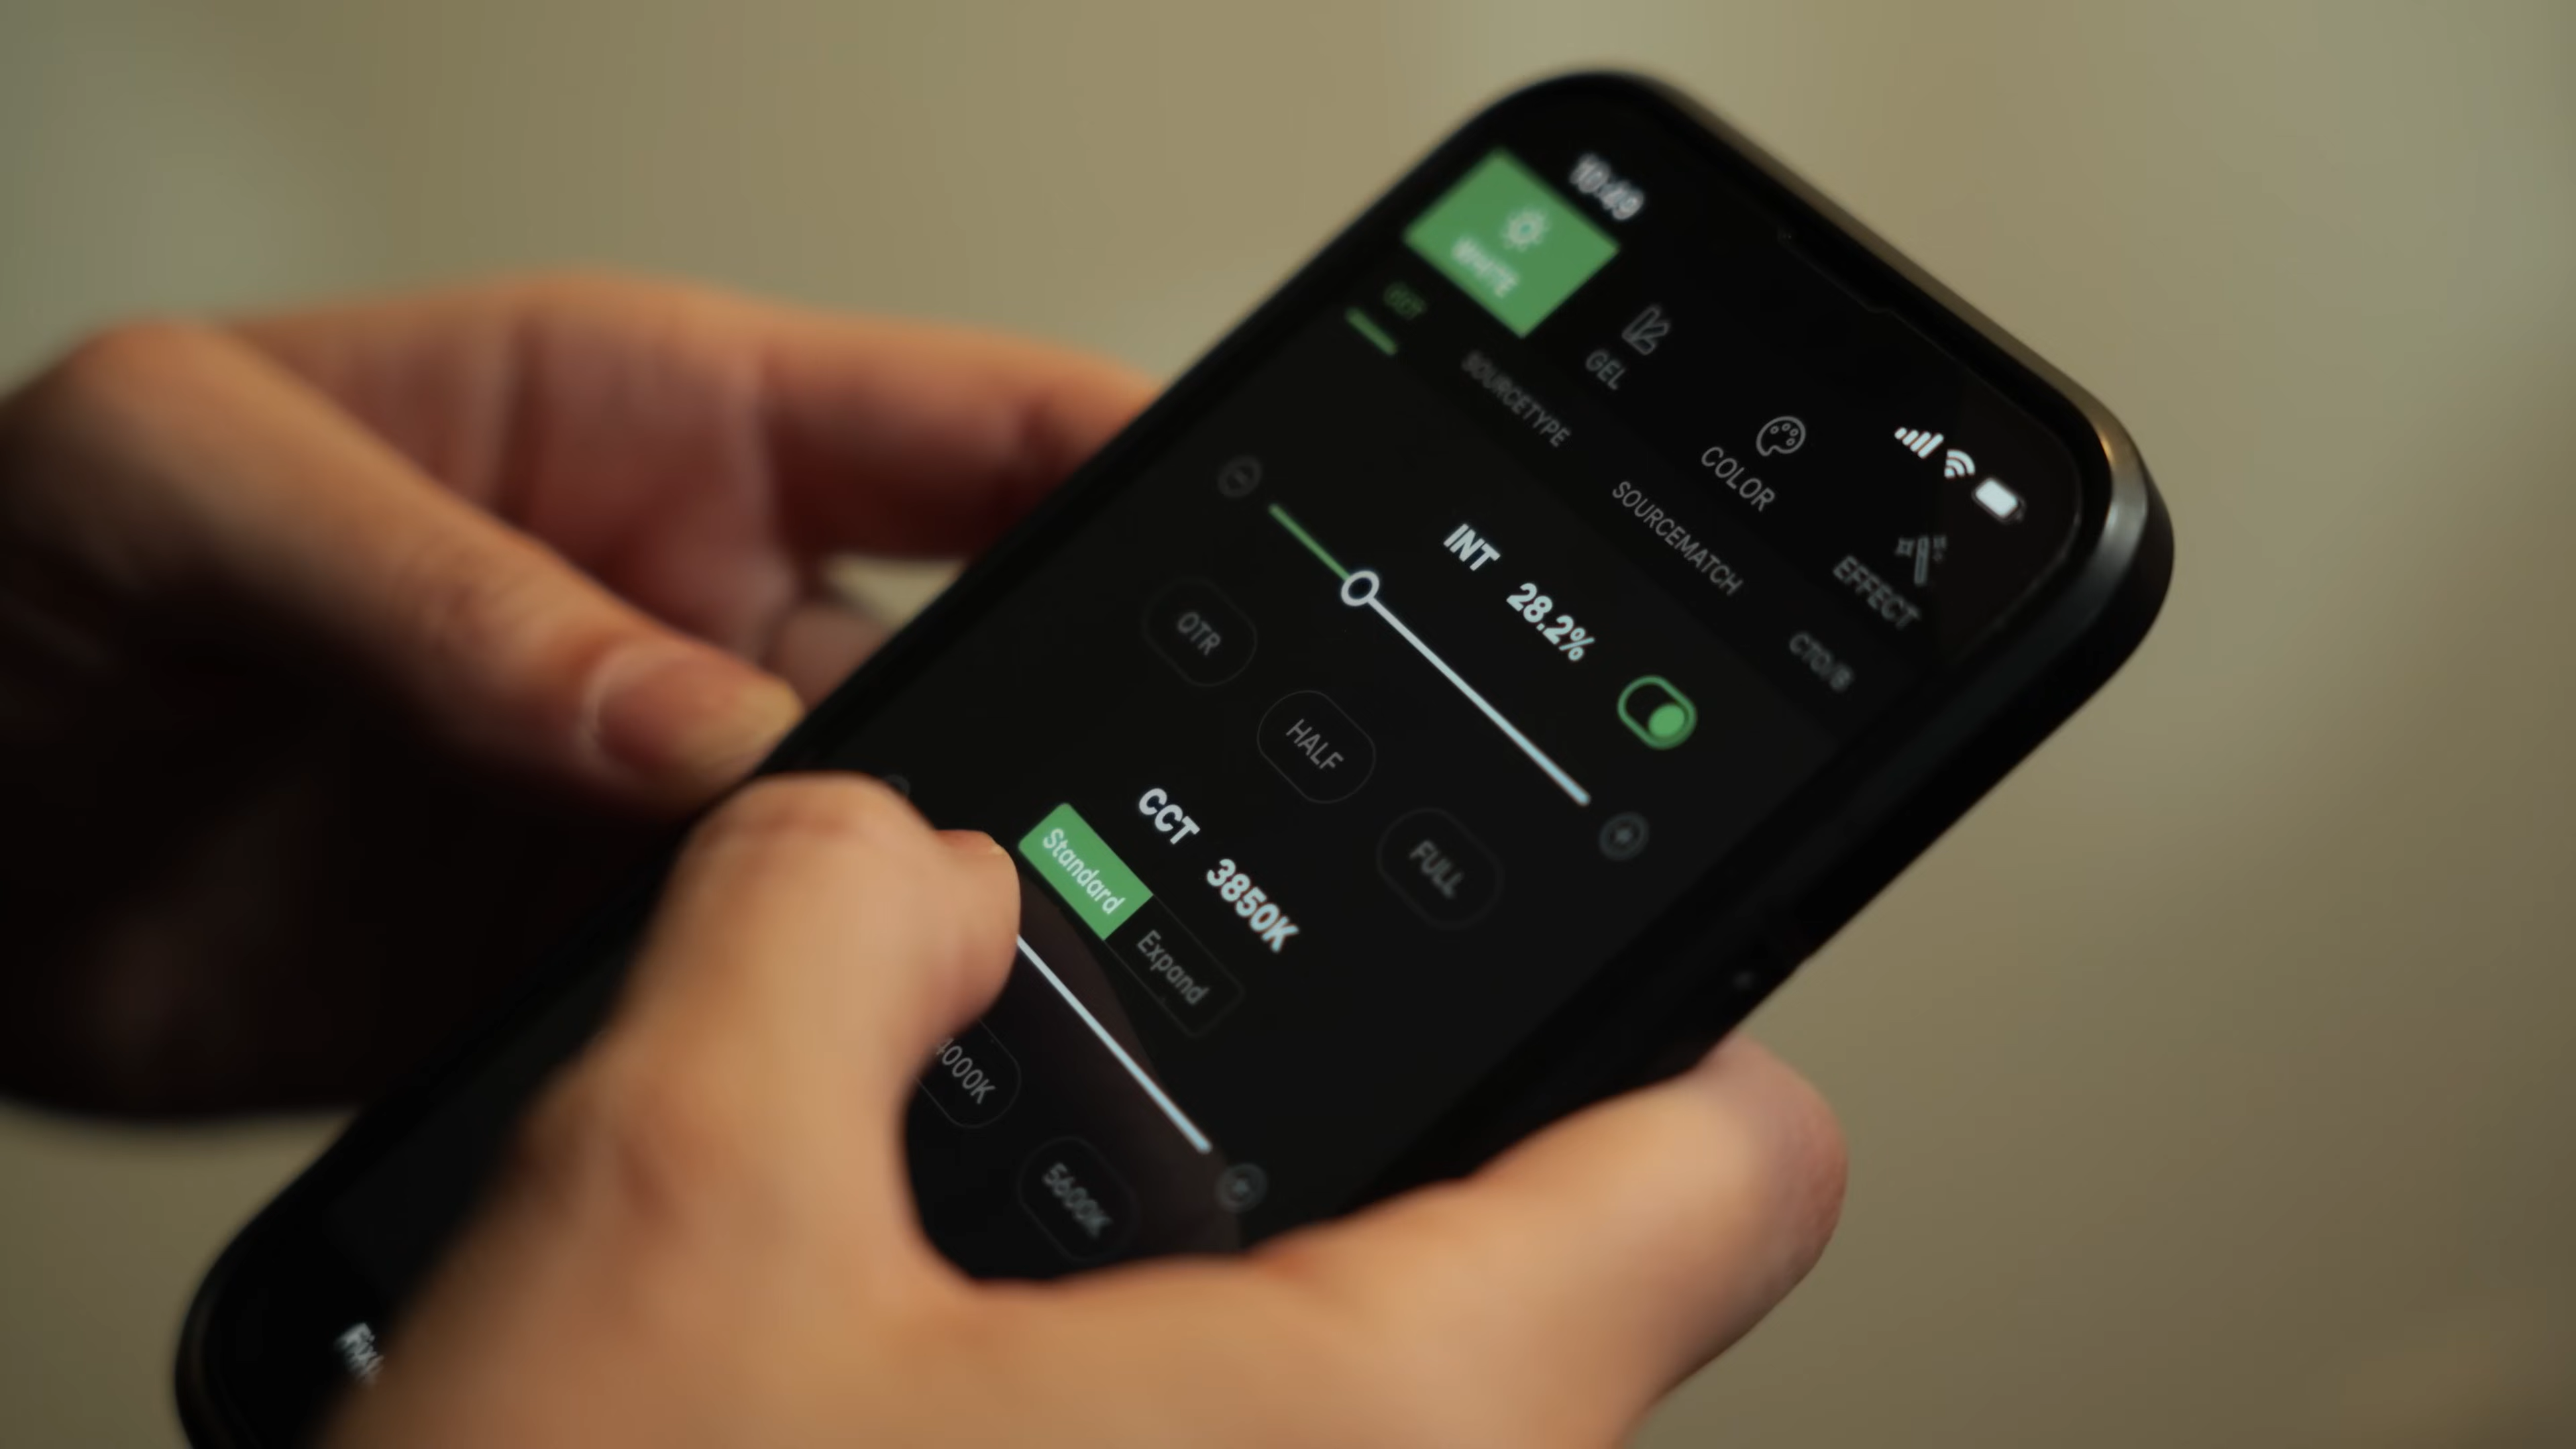 10:49
WHITE
GEL
COLOR
EFFECT
CCT
SOURCETYPE
SOURCEMATCH
CTO/B
INT 28.2%
QTR
HALF
FULL
CCT 3850K
Standard
Expand
4000K
5600K